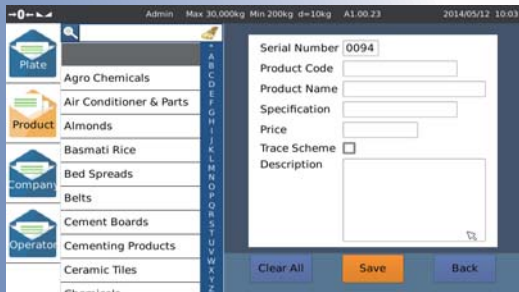 →0← Admin Max 30,000kg Min 200kg d=10kg A1.00.23 2014/05/12 10:03
Plate
Product
Company
Operator
Agro Chemicals
Air Conditioner & Parts
Almonds
Basmati Rice
Bed Spreads
Belts
Cement Boards
Cementing Products
Ceramic Tiles
Chemicals
*
A
B
C
D
E
F
G
H
I
J
K
L
M
N
O
P
Q
R
S
T
U
V
W
X
Y
Z
Serial Number 0094
Product Code
Product Name
Specification
Price
Trace Scheme
Description
Clear All Save Back